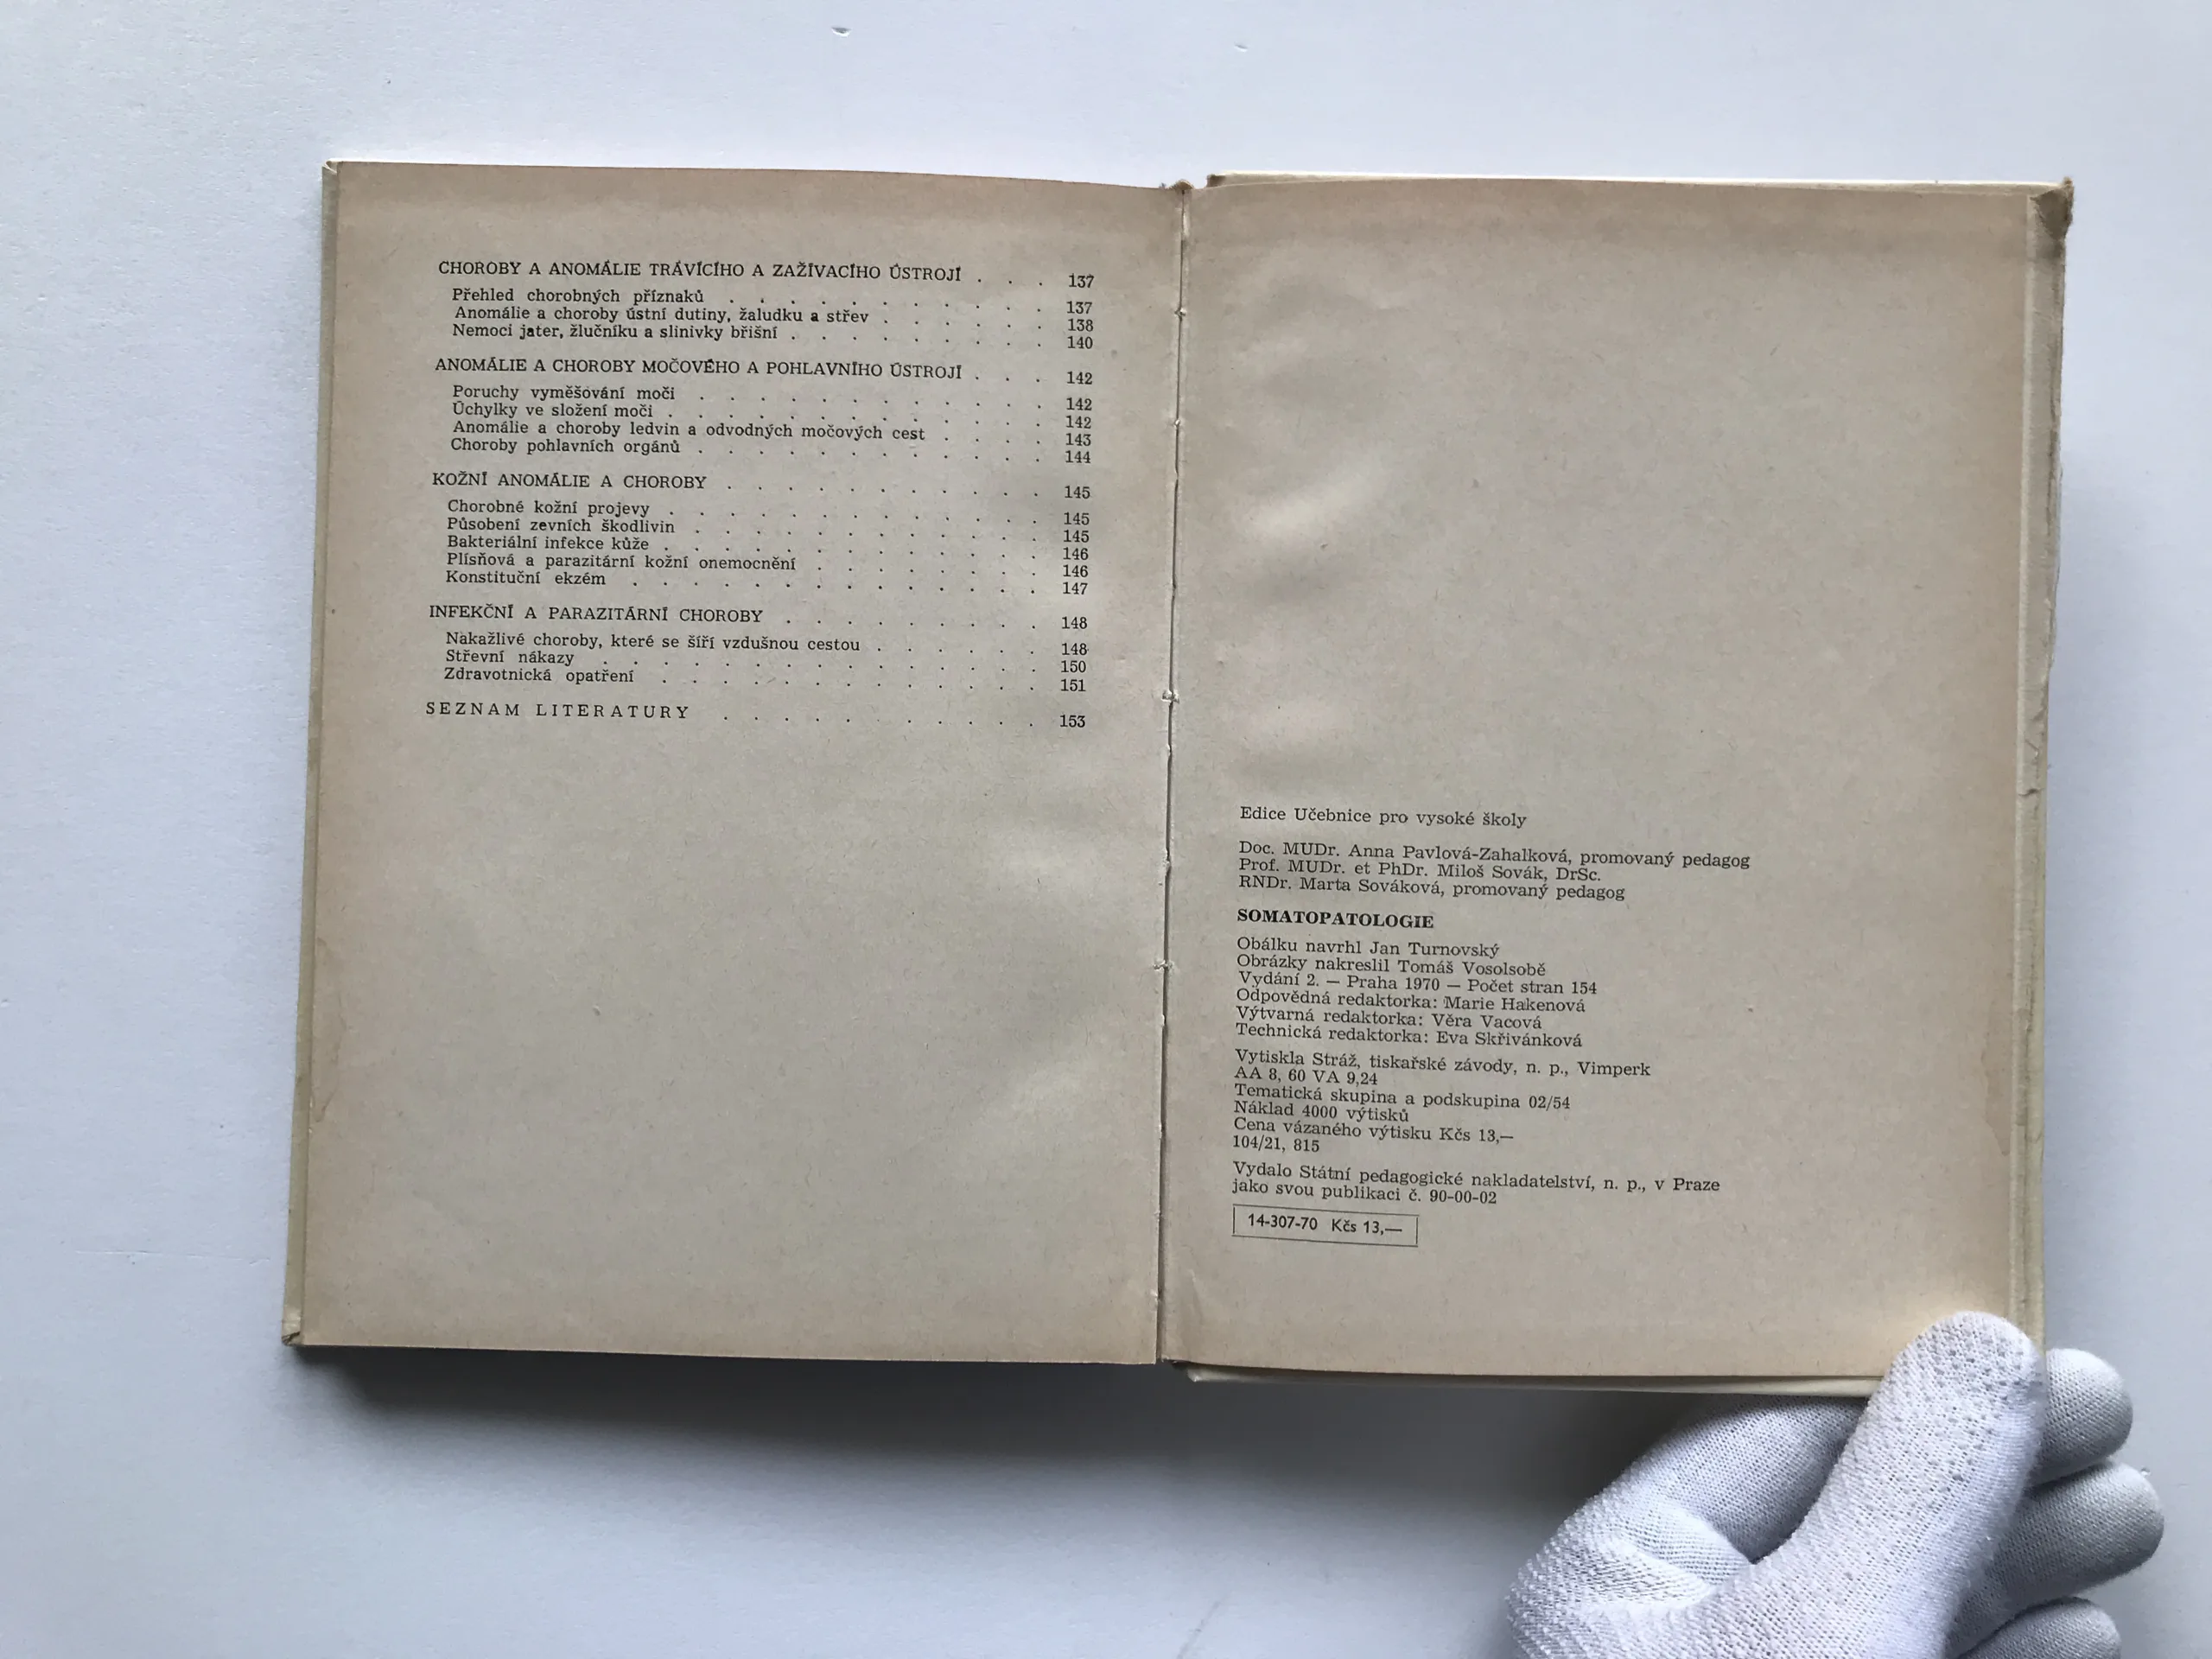 CHOROBY A ANOMÁLIE TRÁVICÍHO A ZAŽÍVACÍHO ÚSTROJÍ . . . 137
Přehled chorobných příznaků . . . . . . . . . . . 137
Anomálie a choroby ústní dutiny, žaludku a střev . . . . . . 138
Nemoci jater, žlučníku a slinivky břišní . . . . . . . . . 140
ANOMÁLIE A CHOROBY MOČOVÉHO A POHLAVNÍHO ÚSTROJÍ . . . 142
Poruchy vyměšování moči . . . . . . . . . . . . 142
Úchylky ve složení moči . . . . . . . . . . . . . 142
Anomálie a choroby ledvin a odvodných močových cest . . . . 143
Choroby pohlavních orgánů . . . . . . . . . . . . 144
KOŽNÍ ANOMÁLIE A CHOROBY . . . . . . . . . . . 145
Chorobné kožní projevy . . . . . . . . . . . . . 145
Působení zevních škodlivin . . . . . . . . . . . . 145
Bakteriální infekce kůže . . . . . . . . . . . . . 146
Plísňová a parazitární kožní onemocnění . . . . . . . . 146
Konstituční ekzém . . . . . . . . . . . . . . 147
INFEKČNÍ A PARAZITÁRNÍ CHOROBY . . . . . . . . . 148
Nakažlivé choroby, které se šíří vzdušnou cestou . . . . . . 148
Střevní nákazy . . . . . . . . . . . . . . . 150
Zdravotnická opatření . . . . . . . . . . . . . 151
SEZNAM LITERATURY . . . . . . . . . . . 153
Edice Učebnice pro vysoké školy
Doc. MUDr. Anna Pavlová-Zahalková, promovaný pedagog
Prof. MUDr. et PhDr. Miloš Sovák, DrSc.
RNDr. Marta Sováková, promovaný pedagog
SOMATOPATOLOGIE
Obálku navrhl Jan Turnovský
Obrázky nakreslil Tomáš Vosolsobě
Vydání 2. — Praha 1970 — Počet stran 154
Odpovědná redaktorka: Marie Hakenová
Výtvarná redaktorka: Věra Vacová
Technická redaktorka: Eva Skřivánková
Vytiskla Stráž, tiskařské závody, n. p., Vimperk
AA 8, 60 VA 9,24
Tematická skupina a podskupina 02/54
Náklad 4000 výtisků
Cena vázaného výtisku Kčs 13,—
104/21, 815
Vydalo Státní pedagogické nakladatelství, n. p., v Praze
jako svou publikaci č. 90-00-02
14-307-70 Kčs 13,—